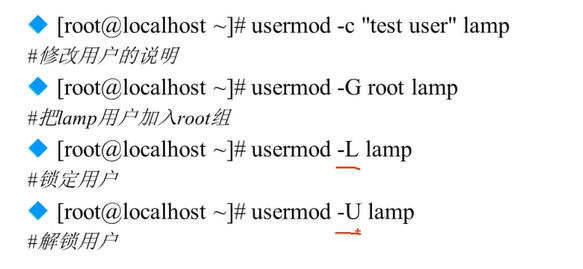 [root@localhost ~]# usermod -c "test user" lamp
#修改用户的说明
[root@localhost ~]# usermod -G root lamp
#把lamp用户加入root组
[root@localhost ~]# usermod -L lamp
#锁定用户
[root@localhost ~]# usermod -U lamp
#解锁用户